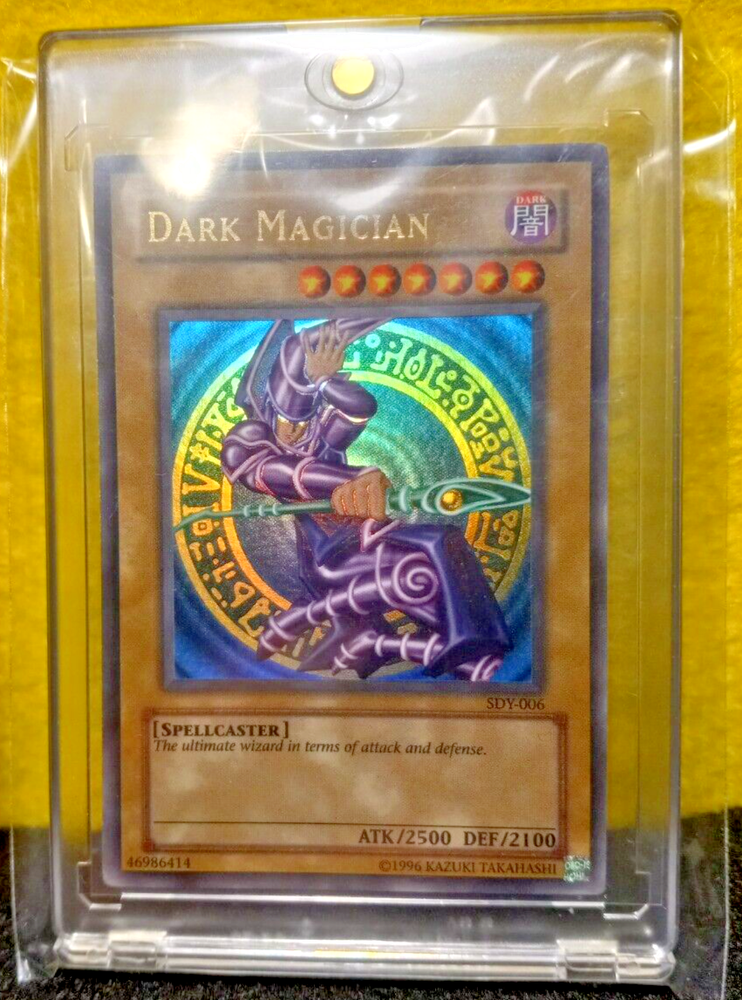 DARK MAGICIAN
DARK
闇
SDY-006
[SPELLCASTER]
The ultimate wizard in terms of attack and defense.
ATK/2500 DEF/2100
46986414
©1996 KAZUKI TAKAHASHI